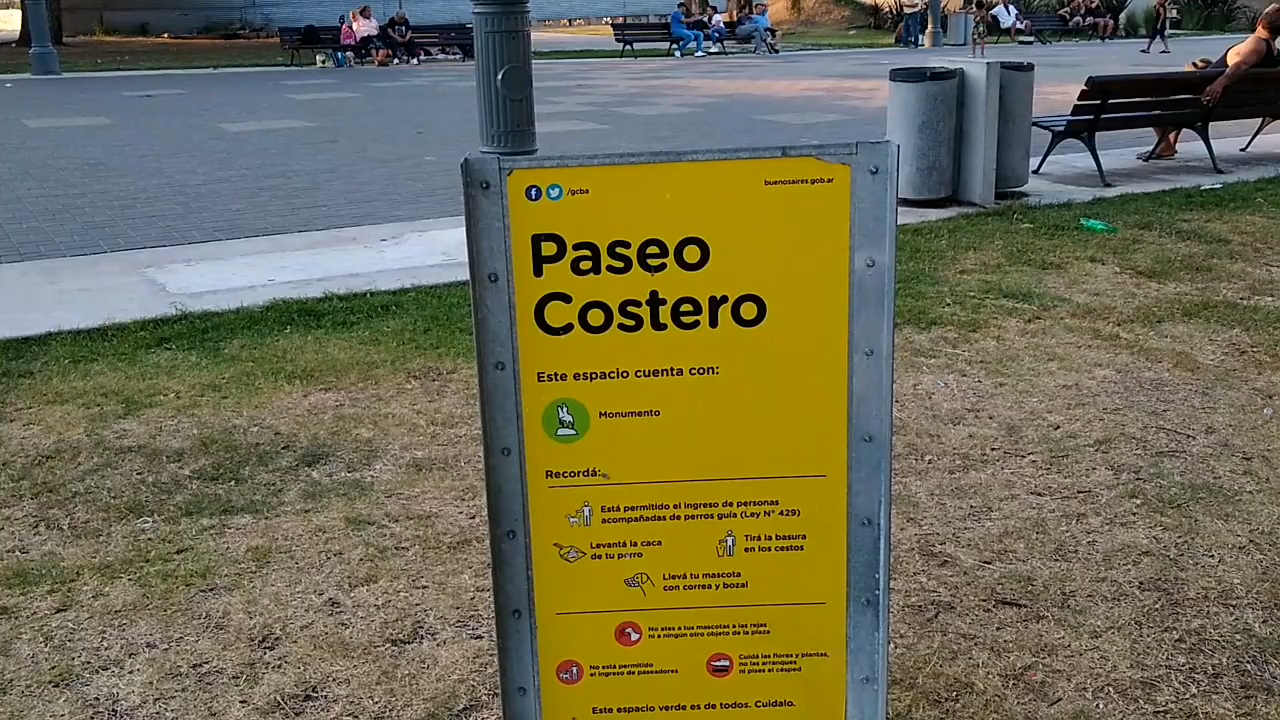 /gcba
buenosaires.gob.ar
Paseo
Costero
Este espacio cuenta con:
Monumento
Recordá:
Está permitido el ingreso de personas
acompañadas de perros guía (Ley N° 429)
Levantá la caca
de tu perro
Tirá la basura
en los cestos
Llevá tu mascota
con correa y bozal
No ates a tus mascotas a las rejas
ni a ningún otro objeto de la plaza
No está permitido
el ingreso de paseadores
Cuidá las flores y plantas,
no las arranques
ni pises el césped
Este espacio verde es de todos. Cuidalo.